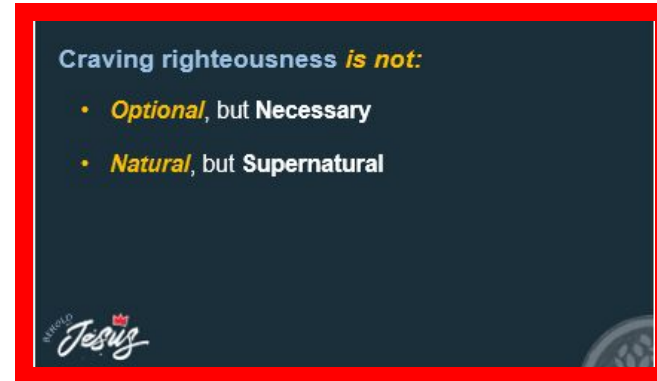 Craving righteousness is not:
• Optional, but Necessary
• Natural, but Supernatural
BEHOLD
Jesus